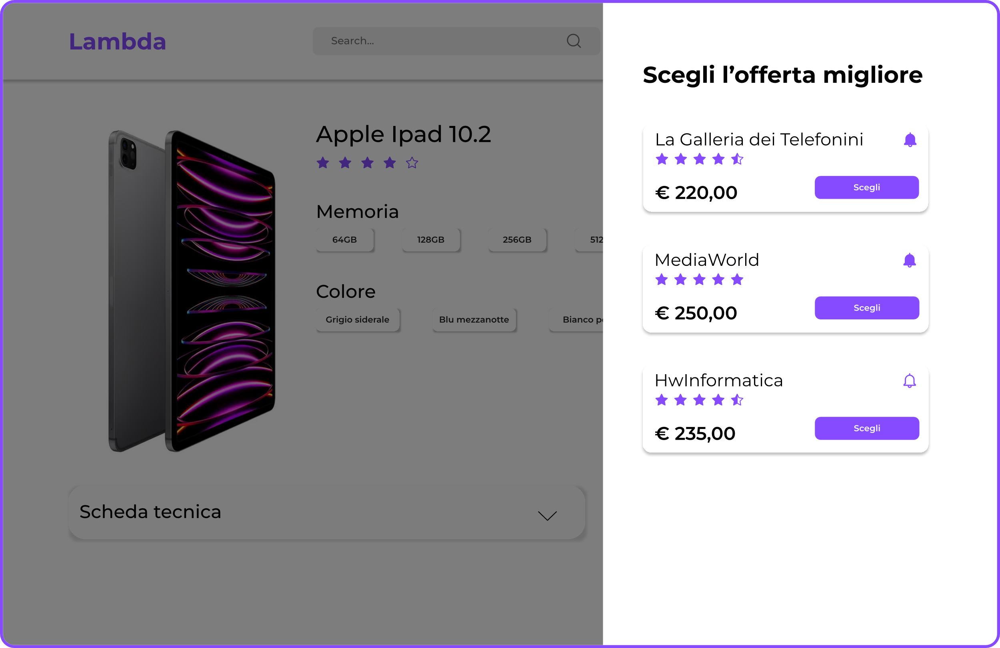 Lambda
Search...
Apple Ipad 10.2
Memoria
64GB
128GB
256GB
512
Colore
Grigio siderale
Blu mezzanotte
Bianco
Scheda tecnica
Scegli l’offerta migliore
La Galleria dei Telefonini
€ 220,00
Scegli
MediaWorld
€ 250,00
Scegli
HwInformatica
€ 235,00
Scegli